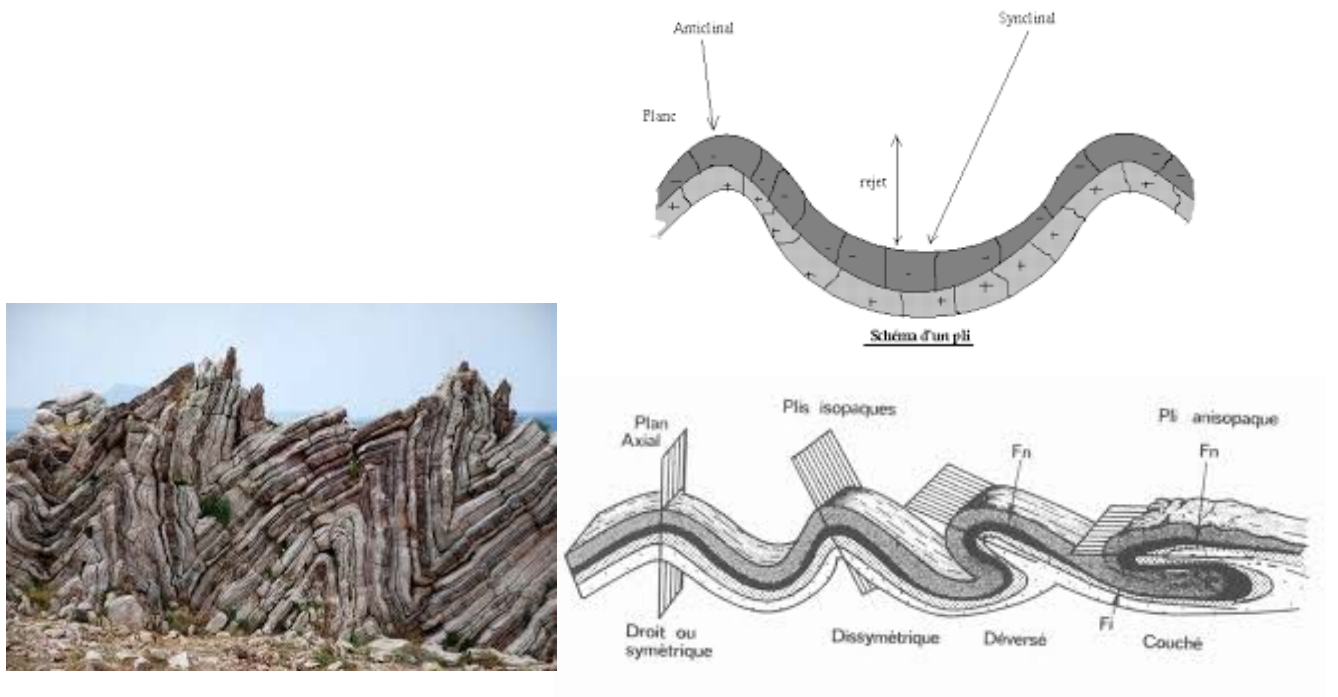 Anticlinal
Synclinal
Flanc
rejet
Schéma d'un pli
Plan
Axial
Plis isopaques
Pli anisopaque
Fn
Fn
Fi
Droit ou
symétrique
Dissymétrique
Déversé
Couché